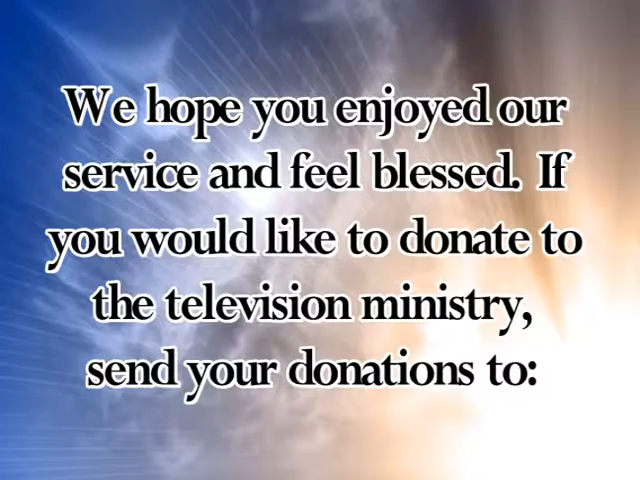 We hope you enjoyed our
service and feel blessed. If
you would like to donate to
the television ministry,
send your donations to: